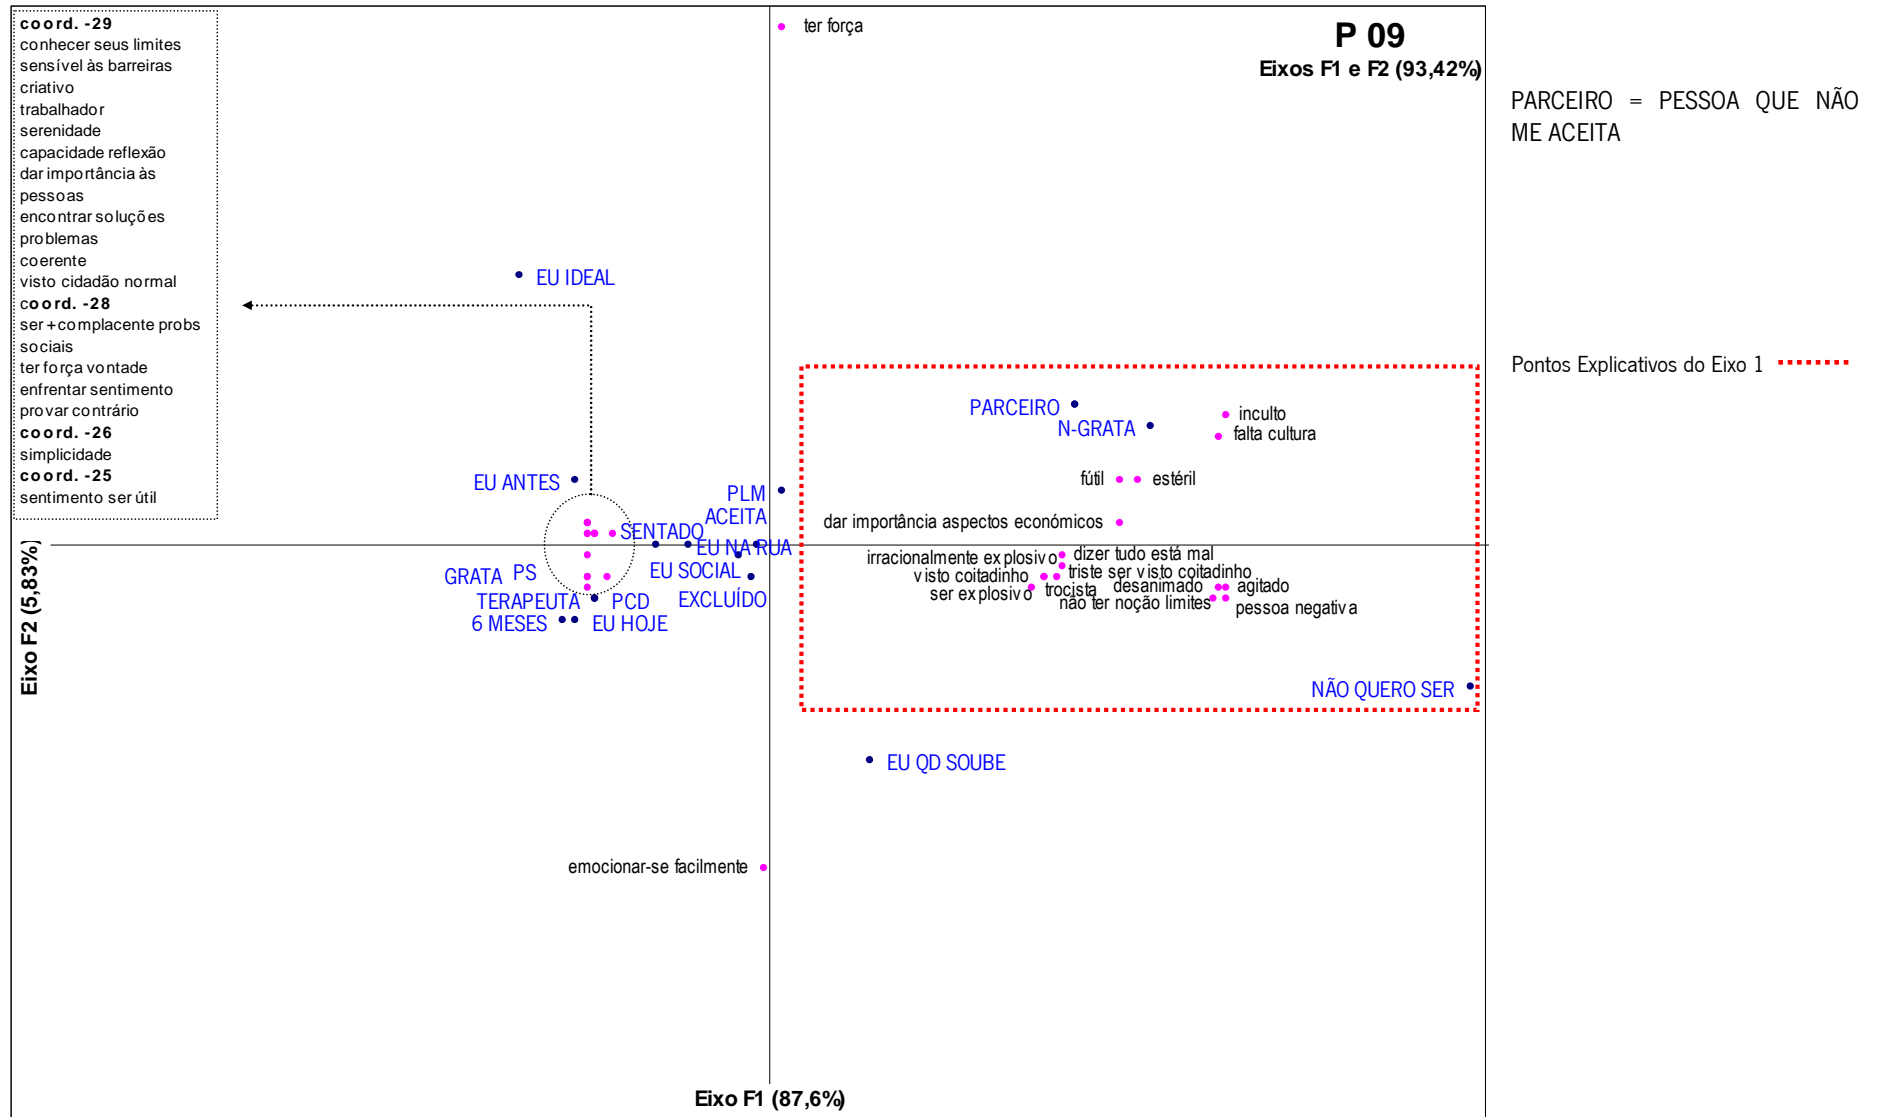 coord. -29
conhecer seus limites
sensível às barreiras
criativo
trabalhador
serenidade
capacidade reflexão
dar importância às
pessoas
encontrar soluções
problemas
coerente
visto cidadão normal
coord. -28
ser +complacente probs
sociais
ter força vontade
enfrentar sentimento
provar contrário
coord. -26
simplicidade
coord. -25
sentimento ser útil
ter força
P 09
Eixos F1 e F2 (93,42%)
PARCEIRO = PESSOA QUE NÃO
ME ACEITA
EU IDEAL
Pontos Explicativos do Eixo 1
PARCEIRO
N-GRATA
inculto
falta cultura
fútil
estéril
EU ANTES
PLM
ACEITA
dar importância aspectos económicos
SENTADO
EU NA RUA
irracionalmente explosivo
dizer tudo está mal
GRATA
PS
EU SOCIAL
visto coitadinho
triste ser visto coitadinho
ser explosivo
trocista
desanimado
agitado
TERAPEUTA
PCD
EXCLUÍDO
não ter noção limites
pessoa negativa
6 MESES
EU HOJE
NÃO QUERO SER
EU QD SOUBE
emocionar-se facilmente
Eixo F2 (5,83%)
Eixo F1 (87,6%)